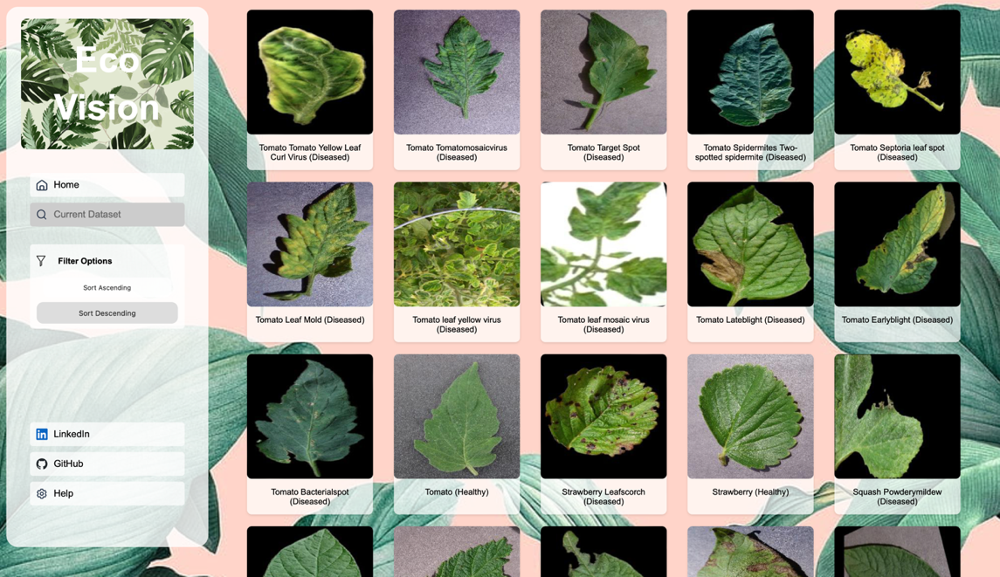 Eco
Vision
Home
Current Dataset
Filter Options
Sort Ascending
Sort Descending
LinkedIn
GitHub
Help
Tomato Tomato Yellow Leaf
Curl Virus (Diseased)
Tomato Tomatomosaicvirus
(Diseased)
Tomato Target Spot
(Diseased)
Tomato Spidermites Two-
spotted spidermite (Diseased)
Tomato Septoria leaf spot
(Diseased)
Tomato Leaf Mold (Diseased)
Tomato leaf yellow virus
(Diseased)
Tomato leaf mosaic virus
(Diseased)
Tomato Lateblight (Diseased)
Tomato Earlyblight (Diseased)
Tomato Bacterialspot
(Diseased)
Tomato (Healthy)
Strawberry Leafscorch
(Diseased)
Strawberry (Healthy)
Squash Powderymildew
(Diseased)